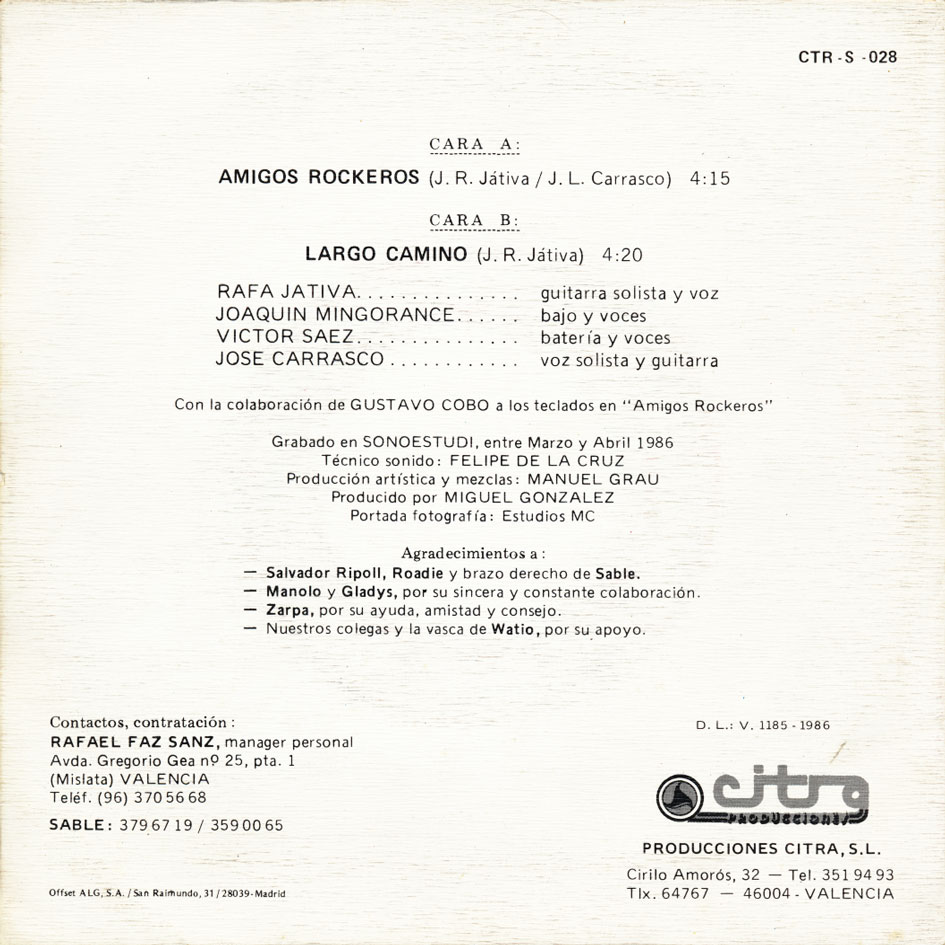 CTR - S - 028
CARA A:
AMIGOS ROCKEROS (J. R. Játiva / J. L. Carrasco) 4:15
CARA B:
LARGO CAMINO (J. R. Játiva) 4:20
RAFA JATIVA. . . . . . . . . . . . . . . guitarra solista y voz
JOAQUIN MINGORANCE. . . . . . bajo y voces
VICTOR SAEZ. . . . . . . . . . . . . . . batería y voces
JOSE CARRASCO . . . . . . . . . . . . voz solista y guitarra
Con la colaboración de GUSTAVO COBO a los teclados en "Amigos Rockeros"
Grabado en SONOESTUDI, entre Marzo y Abril 1986
Técnico sonido: FELIPE DE LA CRUZ
Producción artística y mezclas: MANUEL GRAU
Producido por MIGUEL GONZALEZ
Portada fotografía: Estudios MC
Agradecimientos a:
— Salvador Ripoll, Roadie y brazo derecho de Sable.
— Manolo y Gladys, por su sincera y constante colaboración.
— Zarpa, por su ayuda, amistad y consejo.
— Nuestros colegas y la vasca de Watio, por su apoyo.
Contactos, contratación:
RAFAEL FAZ SANZ, manager personal
Avda. Gregorio Gea nº 25, pta. 1
(Mislata) VALENCIA
Teléf. (96) 370 56 68
SABLE: 379 67 19 / 359 00 65
Offset ALG, S.A. / San Raimundo, 31 / 28039-Madrid
D. L.: V. 1185 - 1986
citra
PRODUCCIONES
PRODUCCIONES CITRA, S.L.
Cirilo Amorós, 32 — Tel. 351 94 93
Tlx. 64767 — 46004 - VALENCIA